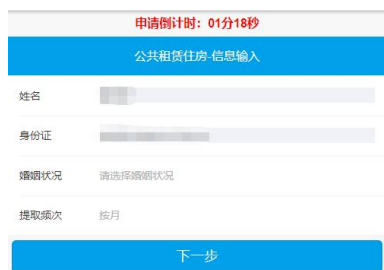 申请倒计时：01分18秒
公共租赁住房-信息输入
姓名
身份证
婚姻状况 请选择婚姻状况
提取频次 按月
下一步